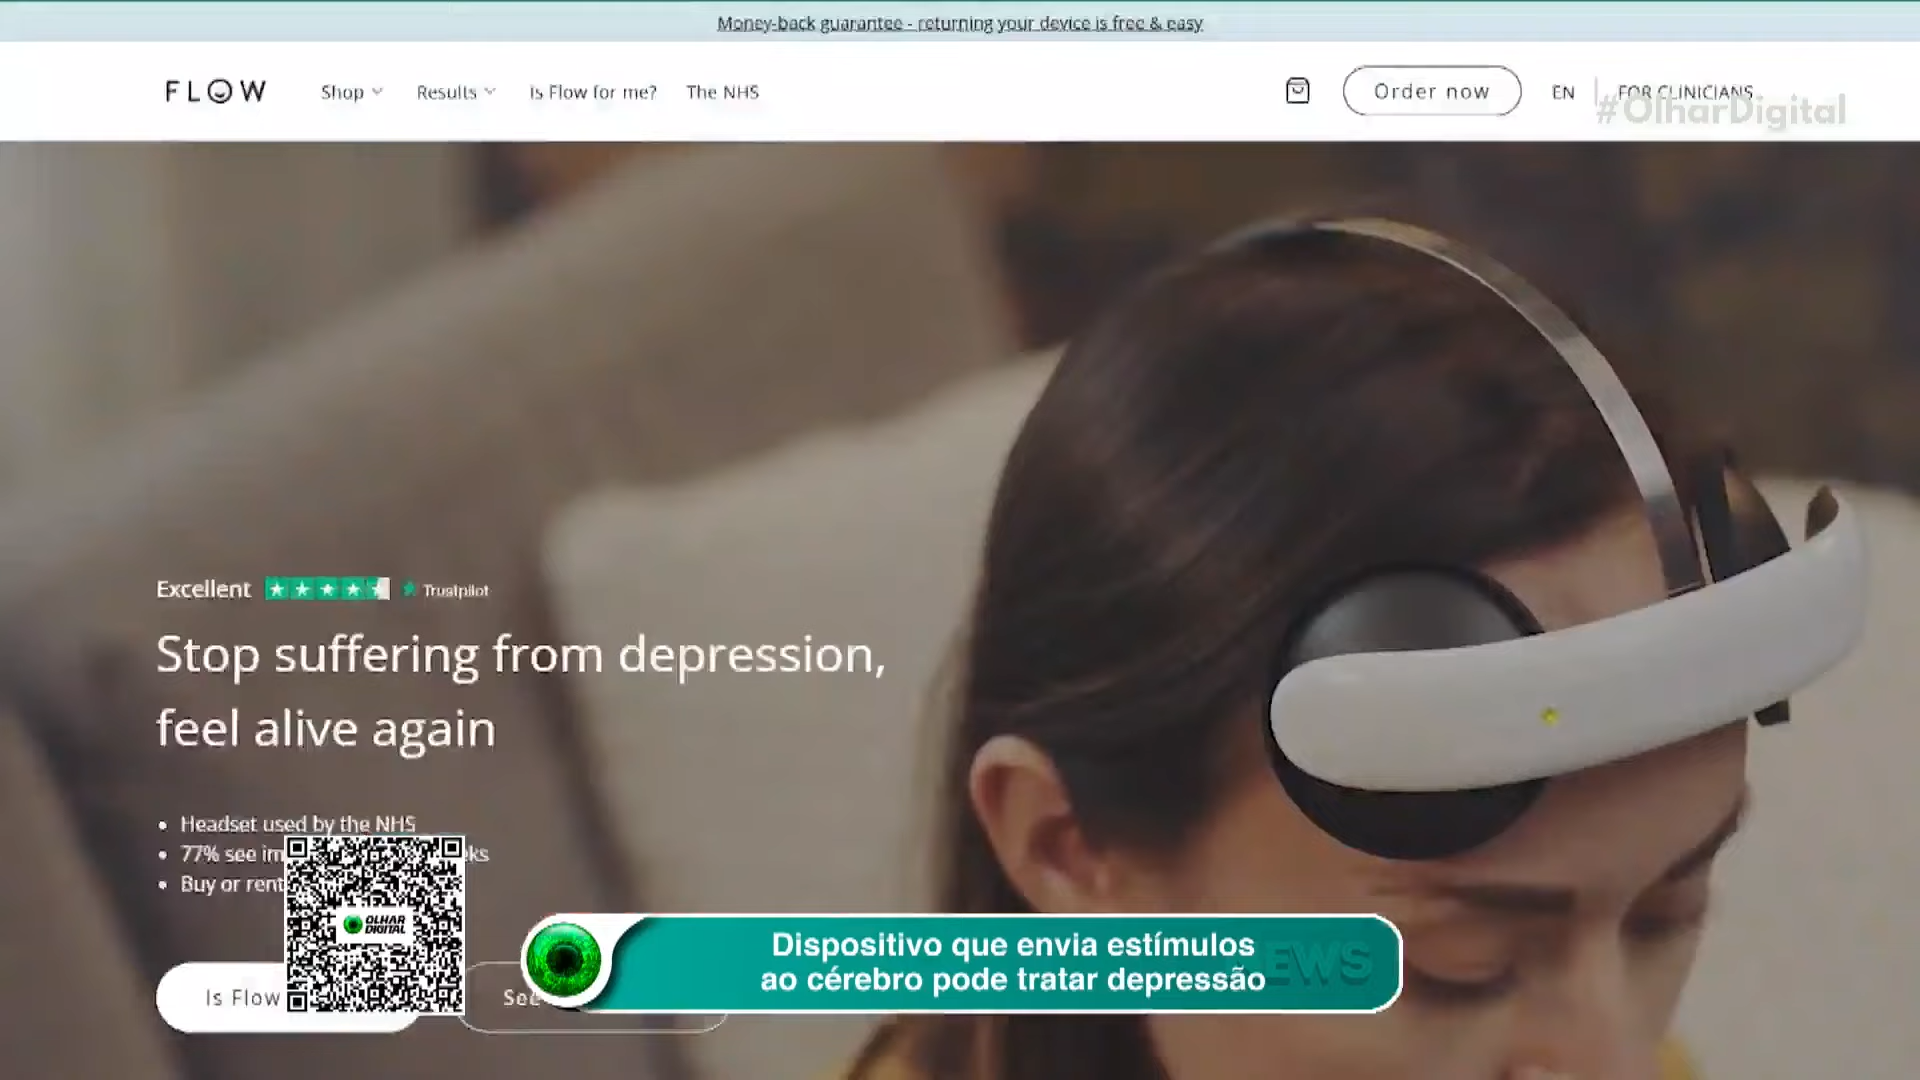 Money-back guarantee - returning your device is free & easy
FLOW
Shop
Results
Is Flow for me?
The NHS
Order now
EN
FOR CLINICIANS
#OlharDigital
Excellent
Trustpilot
Stop suffering from depression,
feel alive again
Headset used by the NHS
77% see
Buy or rent
OLHAR
DIGITAL
Is Flow
See
Dispositivo que envia estímulos
ao cérebro pode tratar depressão
NEWS